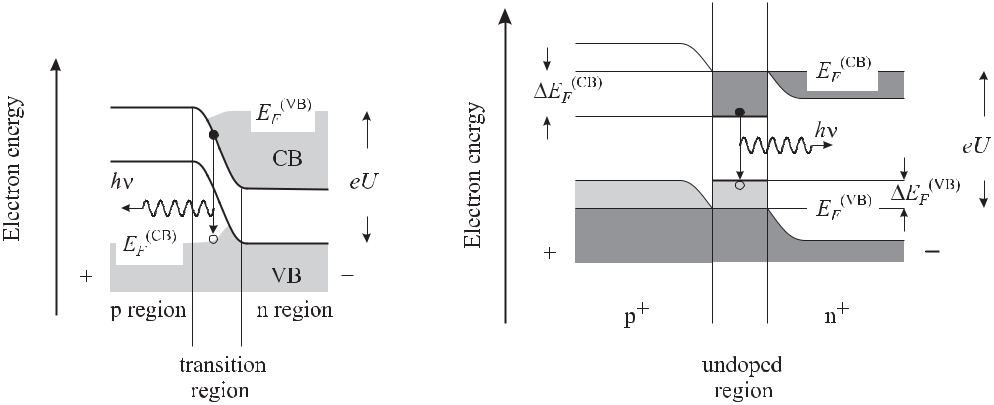 Electron energy
E_F^(VB)
CB
hν
eU
E_F^(CB)
+
VB
−
p region
n region
transition
region
Electron energy
E_F^(CB)
ΔE_F^(CB)
hν
eU
ΔE_F^(VB)
E_F^(VB)
+
−
p⁺
n⁺
undoped
region